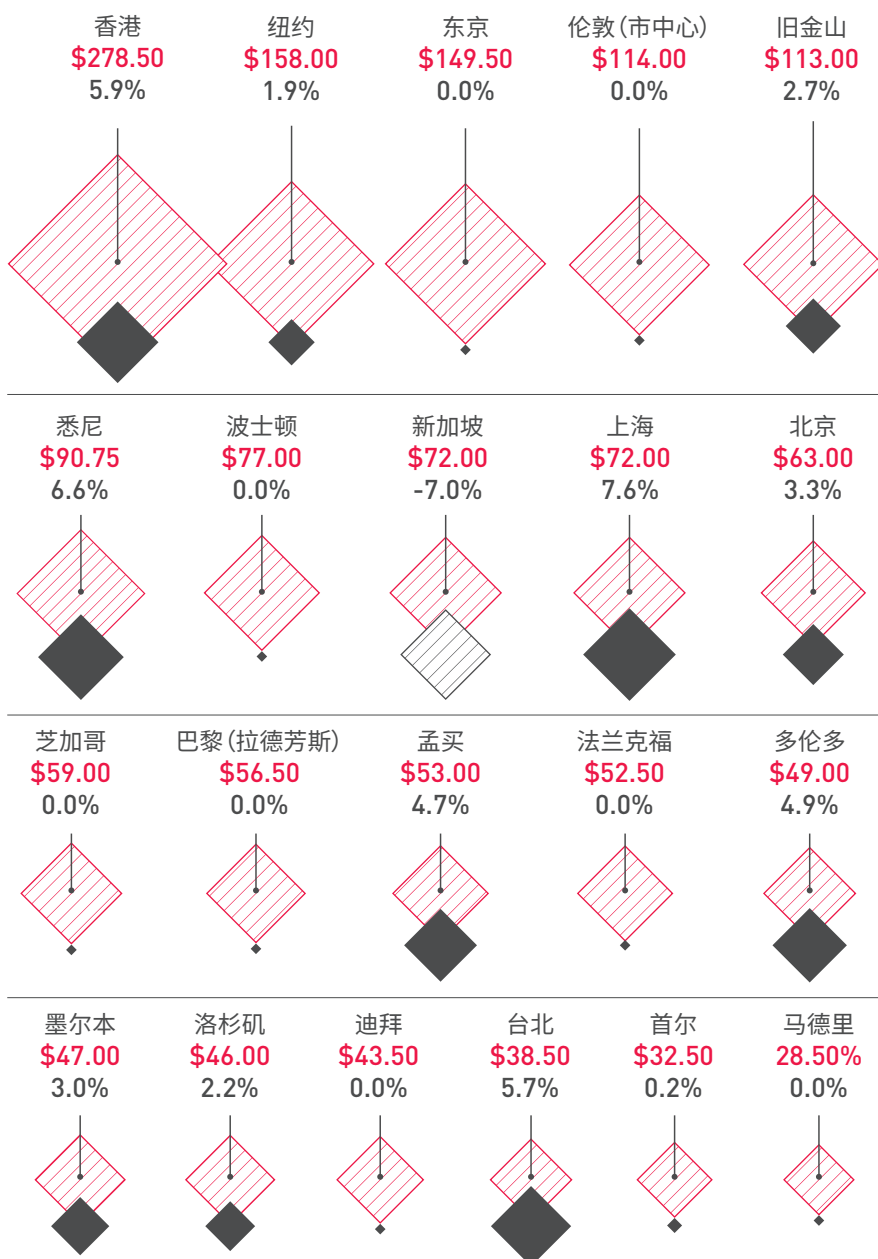 香港
$278.50
5.9%
纽约
$158.00
1.9%
东京
$149.50
0.0%
伦敦(市中心)
$114.00
0.0%
旧金山
$113.00
2.7%
悉尼
$90.75
6.6%
波士顿
$77.00
0.0%
新加坡
$72.00
-7.0%
上海
$72.00
7.6%
北京
$63.00
3.3%
芝加哥
$59.00
0.0%
巴黎(拉德芳斯)
$56.50
0.0%
孟买
$53.00
4.7%
法兰克福
$52.50
0.0%
多伦多
$49.00
4.9%
墨尔本
$47.00
3.0%
洛杉矶
$46.00
2.2%
迪拜
$43.50
0.0%
台北
$38.50
5.7%
首尔
$32.50
0.2%
马德里
28.50%
0.0%